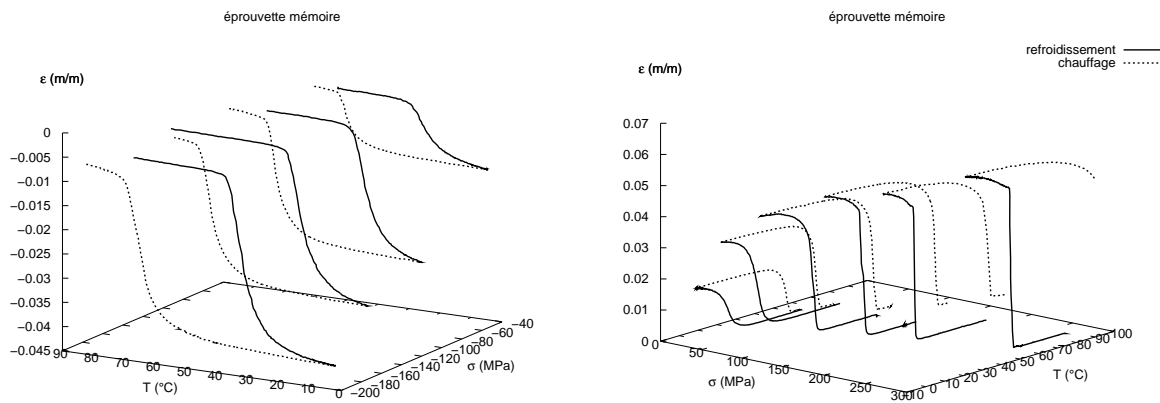 éprouvette mémoire
ε (m/m)
0
−0.005
−0.01
−0.015
−0.02
−0.025
−0.03
−0.035
−0.04
−0.045
90 80 70 60 50 40 30 20 10 0
T (°C)
−200 −180 −160 −140 −120 −100 −80 −60 −40
σ (MPa)
éprouvette mémoire
refroidissement
chauffage
ε (m/m)
0.07
0.06
0.05
0.04
0.03
0.02
0.01
0
0 50 100 150 200 250 300
σ (MPa)
−10 0 10 20 30 40 50 60 70 80 90 100
T (°C)